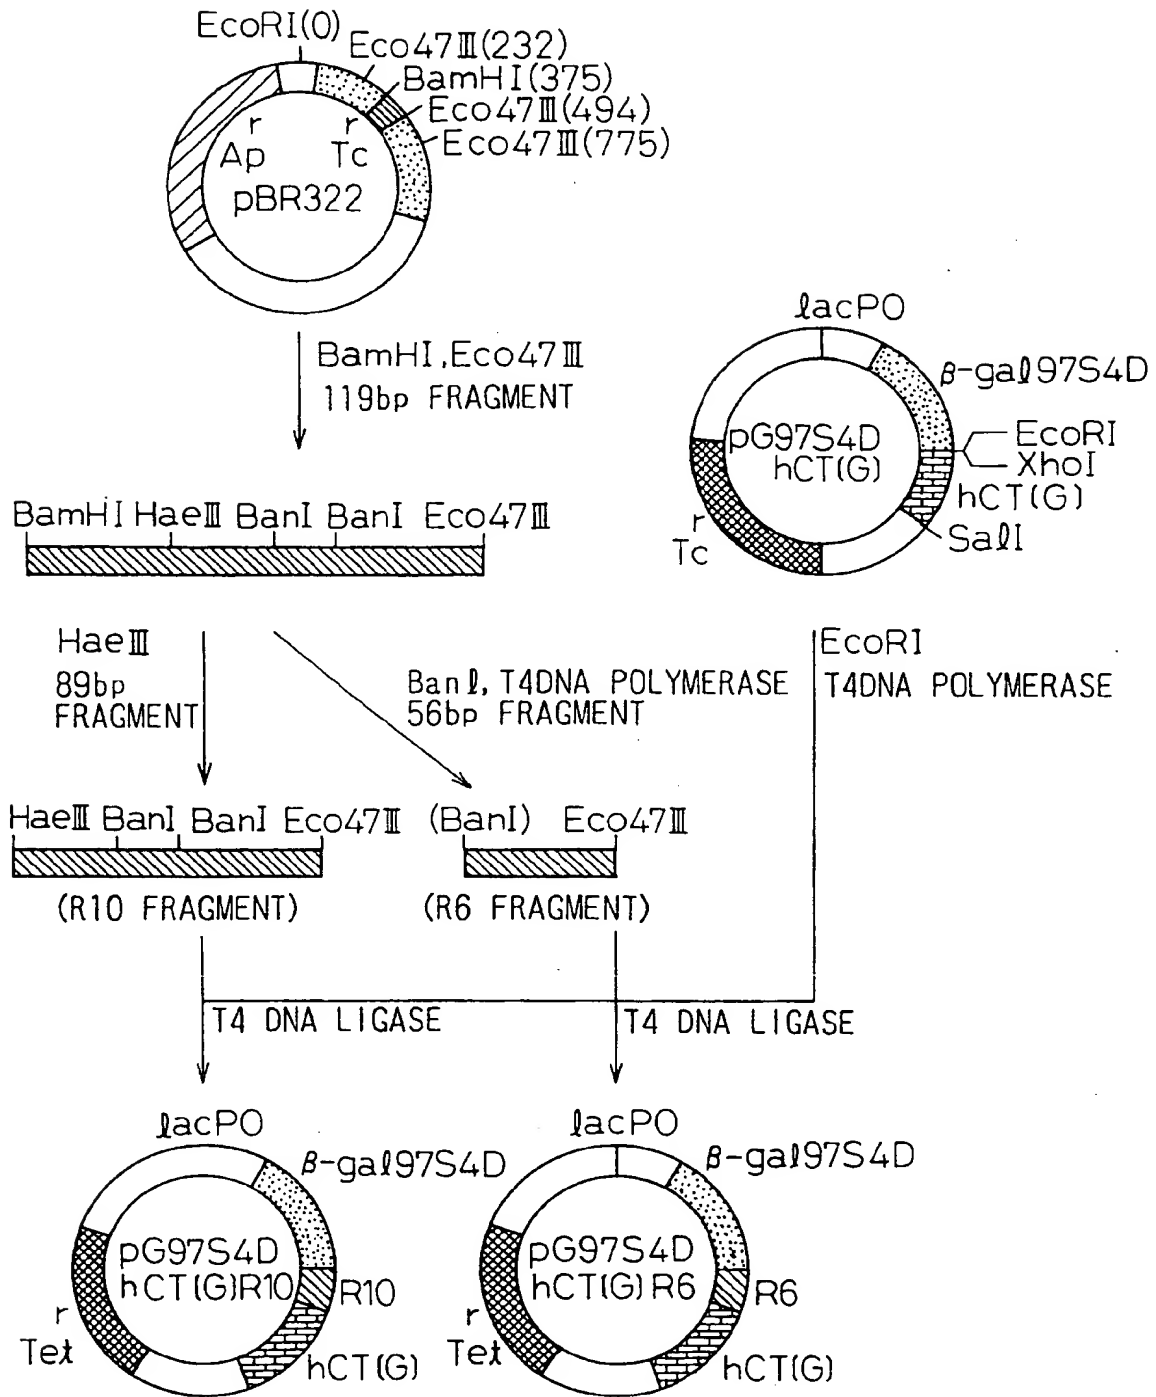 EcoRI(0)
Eco47Ⅲ(232)
BamHI(375)
Eco47Ⅲ(494)
Eco47Ⅲ(775)
r r
Ap Tc
pBR322
BamHI, Eco47Ⅲ
119bp FRAGMENT
lacPO
β-gal97S4D
pG97S4D
hCT(G)
EcoRI
XhoI
hCT(G)
SalI
r
Tc
BamHI HaeⅢ BanI BanI Eco47Ⅲ
HaeⅢ
89bp
FRAGMENT
Banl, T4DNA POLYMERASE
56bp FRAGMENT
EcoRI
T4DNA POLYMERASE
HaeⅢ BanI BanI Eco47Ⅲ (BanI) Eco47Ⅲ
(R10 FRAGMENT) (R6 FRAGMENT)
T4 DNA LIGASE T4 DNA LIGASE
lacPO
β-gal97S4D
pG97S4D
hCT(G)R10
R10
r
Tet
hCT(G)
lacPO
β-gal97S4D
pG97S4D
hCT(G)R6
R6
r
Tet
hCT(G)